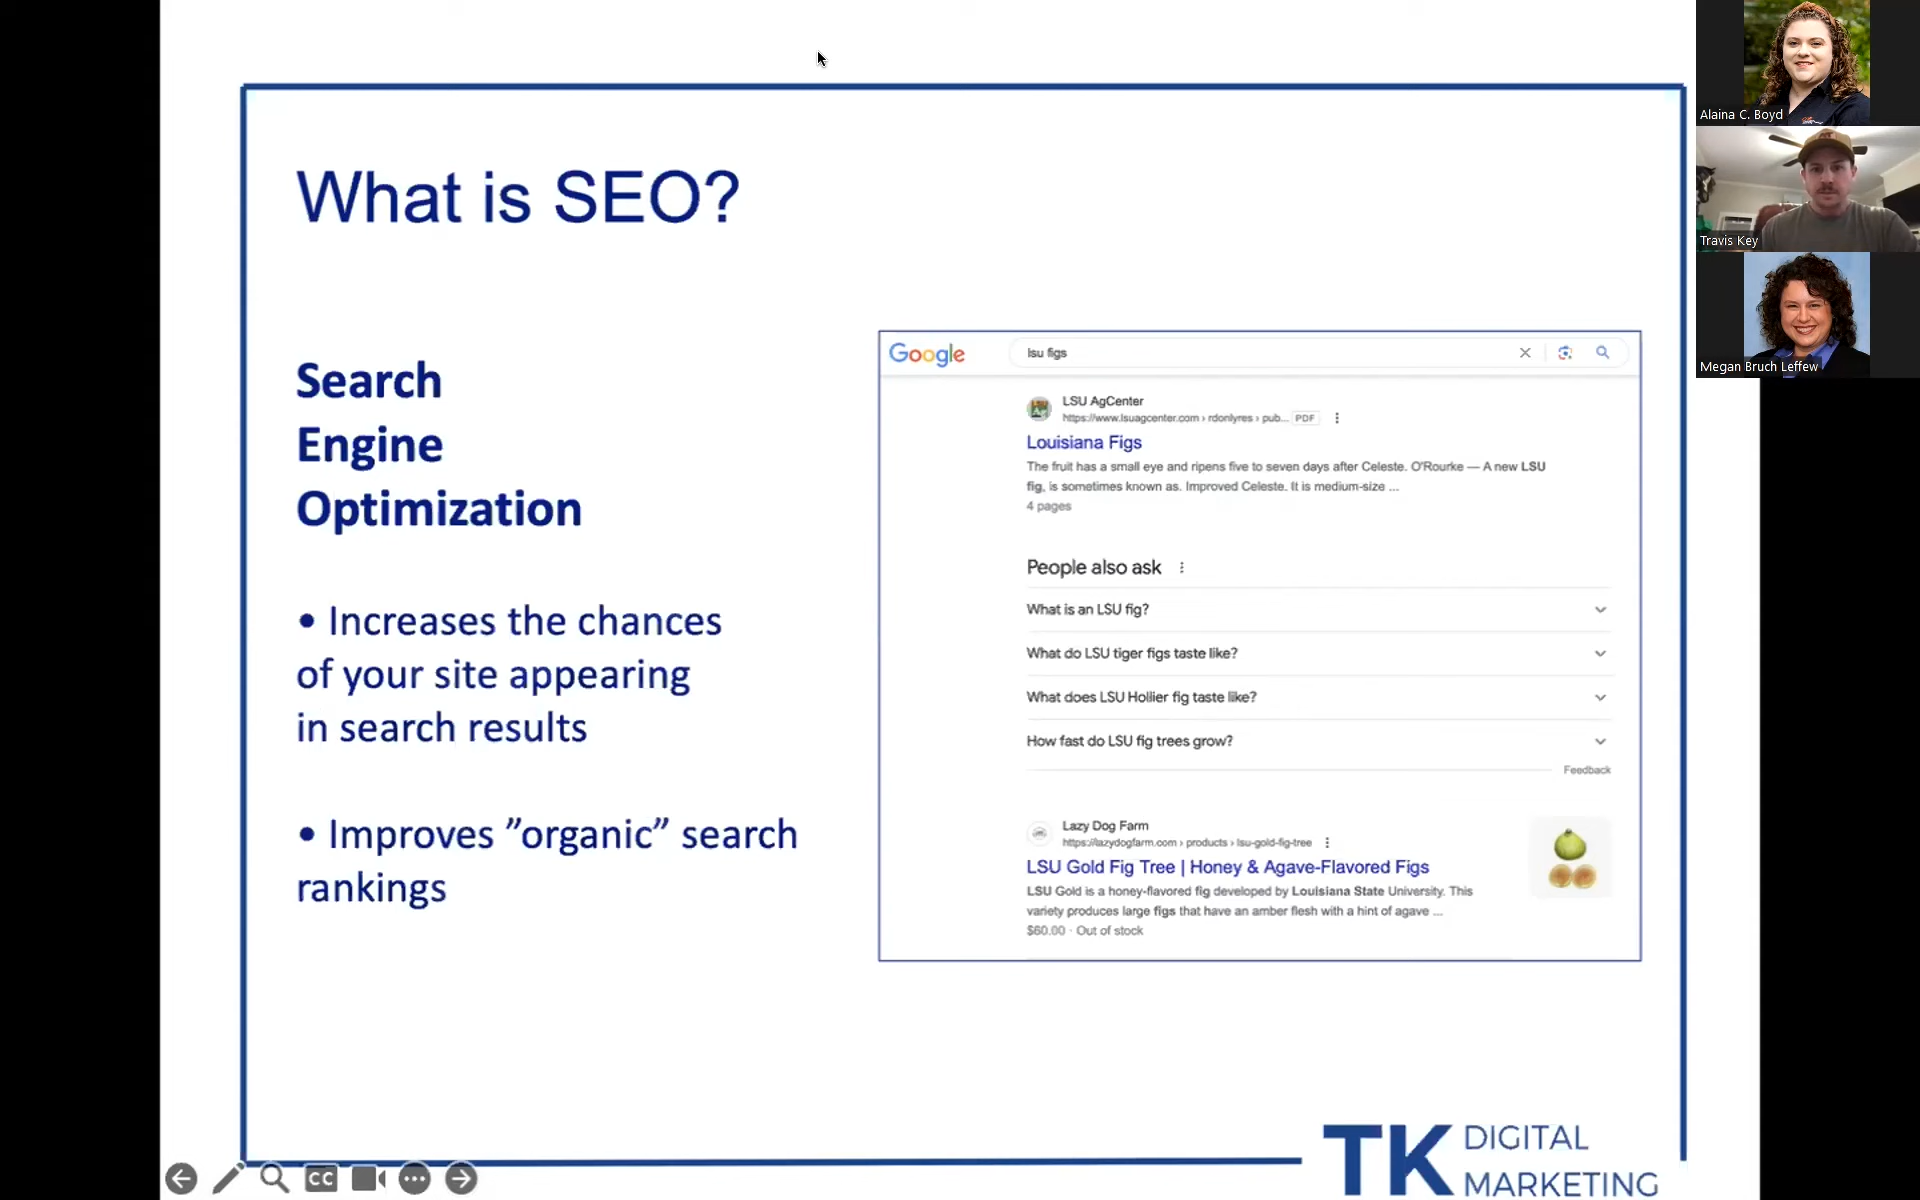 What is SEO?
Search
Engine
Optimization
• Increases the chances
of your site appearing
in search results
• Improves ”organic” search
rankings
Google
lsu figs
LSU AgCenter
https://www.lsuagcenter.com › rdonlyres › pub... PDF
Louisiana Figs
The fruit has a small eye and ripens five to seven days after Celeste. O'Rourke — A new LSU
fig, is sometimes known as. Improved Celeste. It is medium-size ...
4 pages
People also ask
What is an LSU fig?
What do LSU tiger figs taste like?
What does LSU Hollier fig taste like?
How fast do LSU fig trees grow?
Feedback
Lazy Dog Farm
https://lazydogfarm.com › products › lsu-gold-fig-tree
LSU Gold Fig Tree | Honey & Agave-Flavored Figs
LSU Gold is a honey-flavored fig developed by Louisiana State University. This
variety produces large figs that have an amber flesh with a hint of agave ...
$60.00 · Out of stock
TK DIGITAL
MARKETING
CC
Alaina C. Boyd
Travis Key
Megan Bruch Leffew